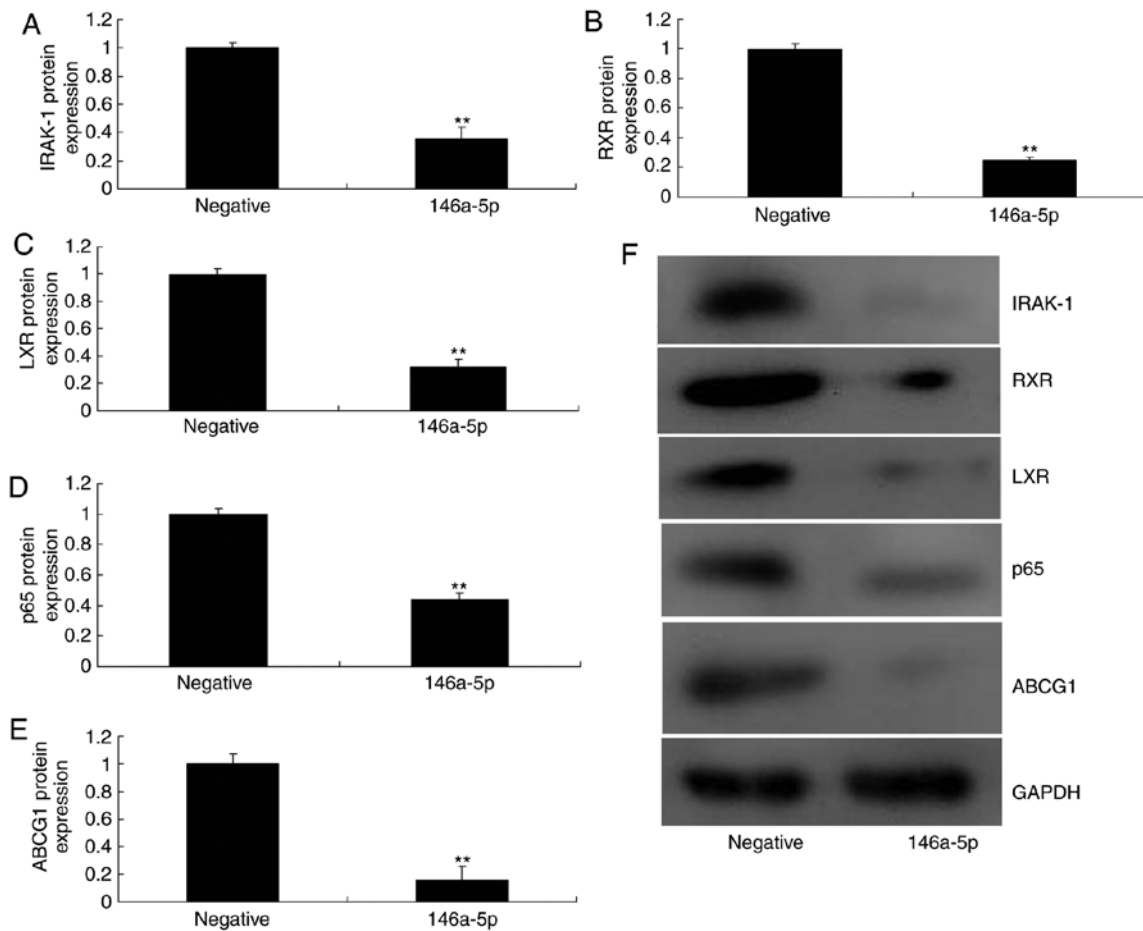 A
IRAK-1 protein
expression
1.2
1
0.8
0.6
0.4
0.2
0
**
Negative
146a-5p
B
RXR protein
expression
1.2
1
0.8
0.6
0.4
0.2
0
**
Negative
146a-5p
C
LXR protein
expression
1.2
1
0.8
0.6
0.4
0.2
0
**
Negative
146a-5p
D
p65 protein
expression
1.2
1
0.8
0.6
0.4
0.2
0
**
Negative
146a-5p
E
ABCG1 protein
expression
1.2
1
0.8
0.6
0.4
0.2
0
**
Negative
146a-5p
F
IRAK-1
RXR
LXR
p65
ABCG1
GAPDH
Negative
146a-5p